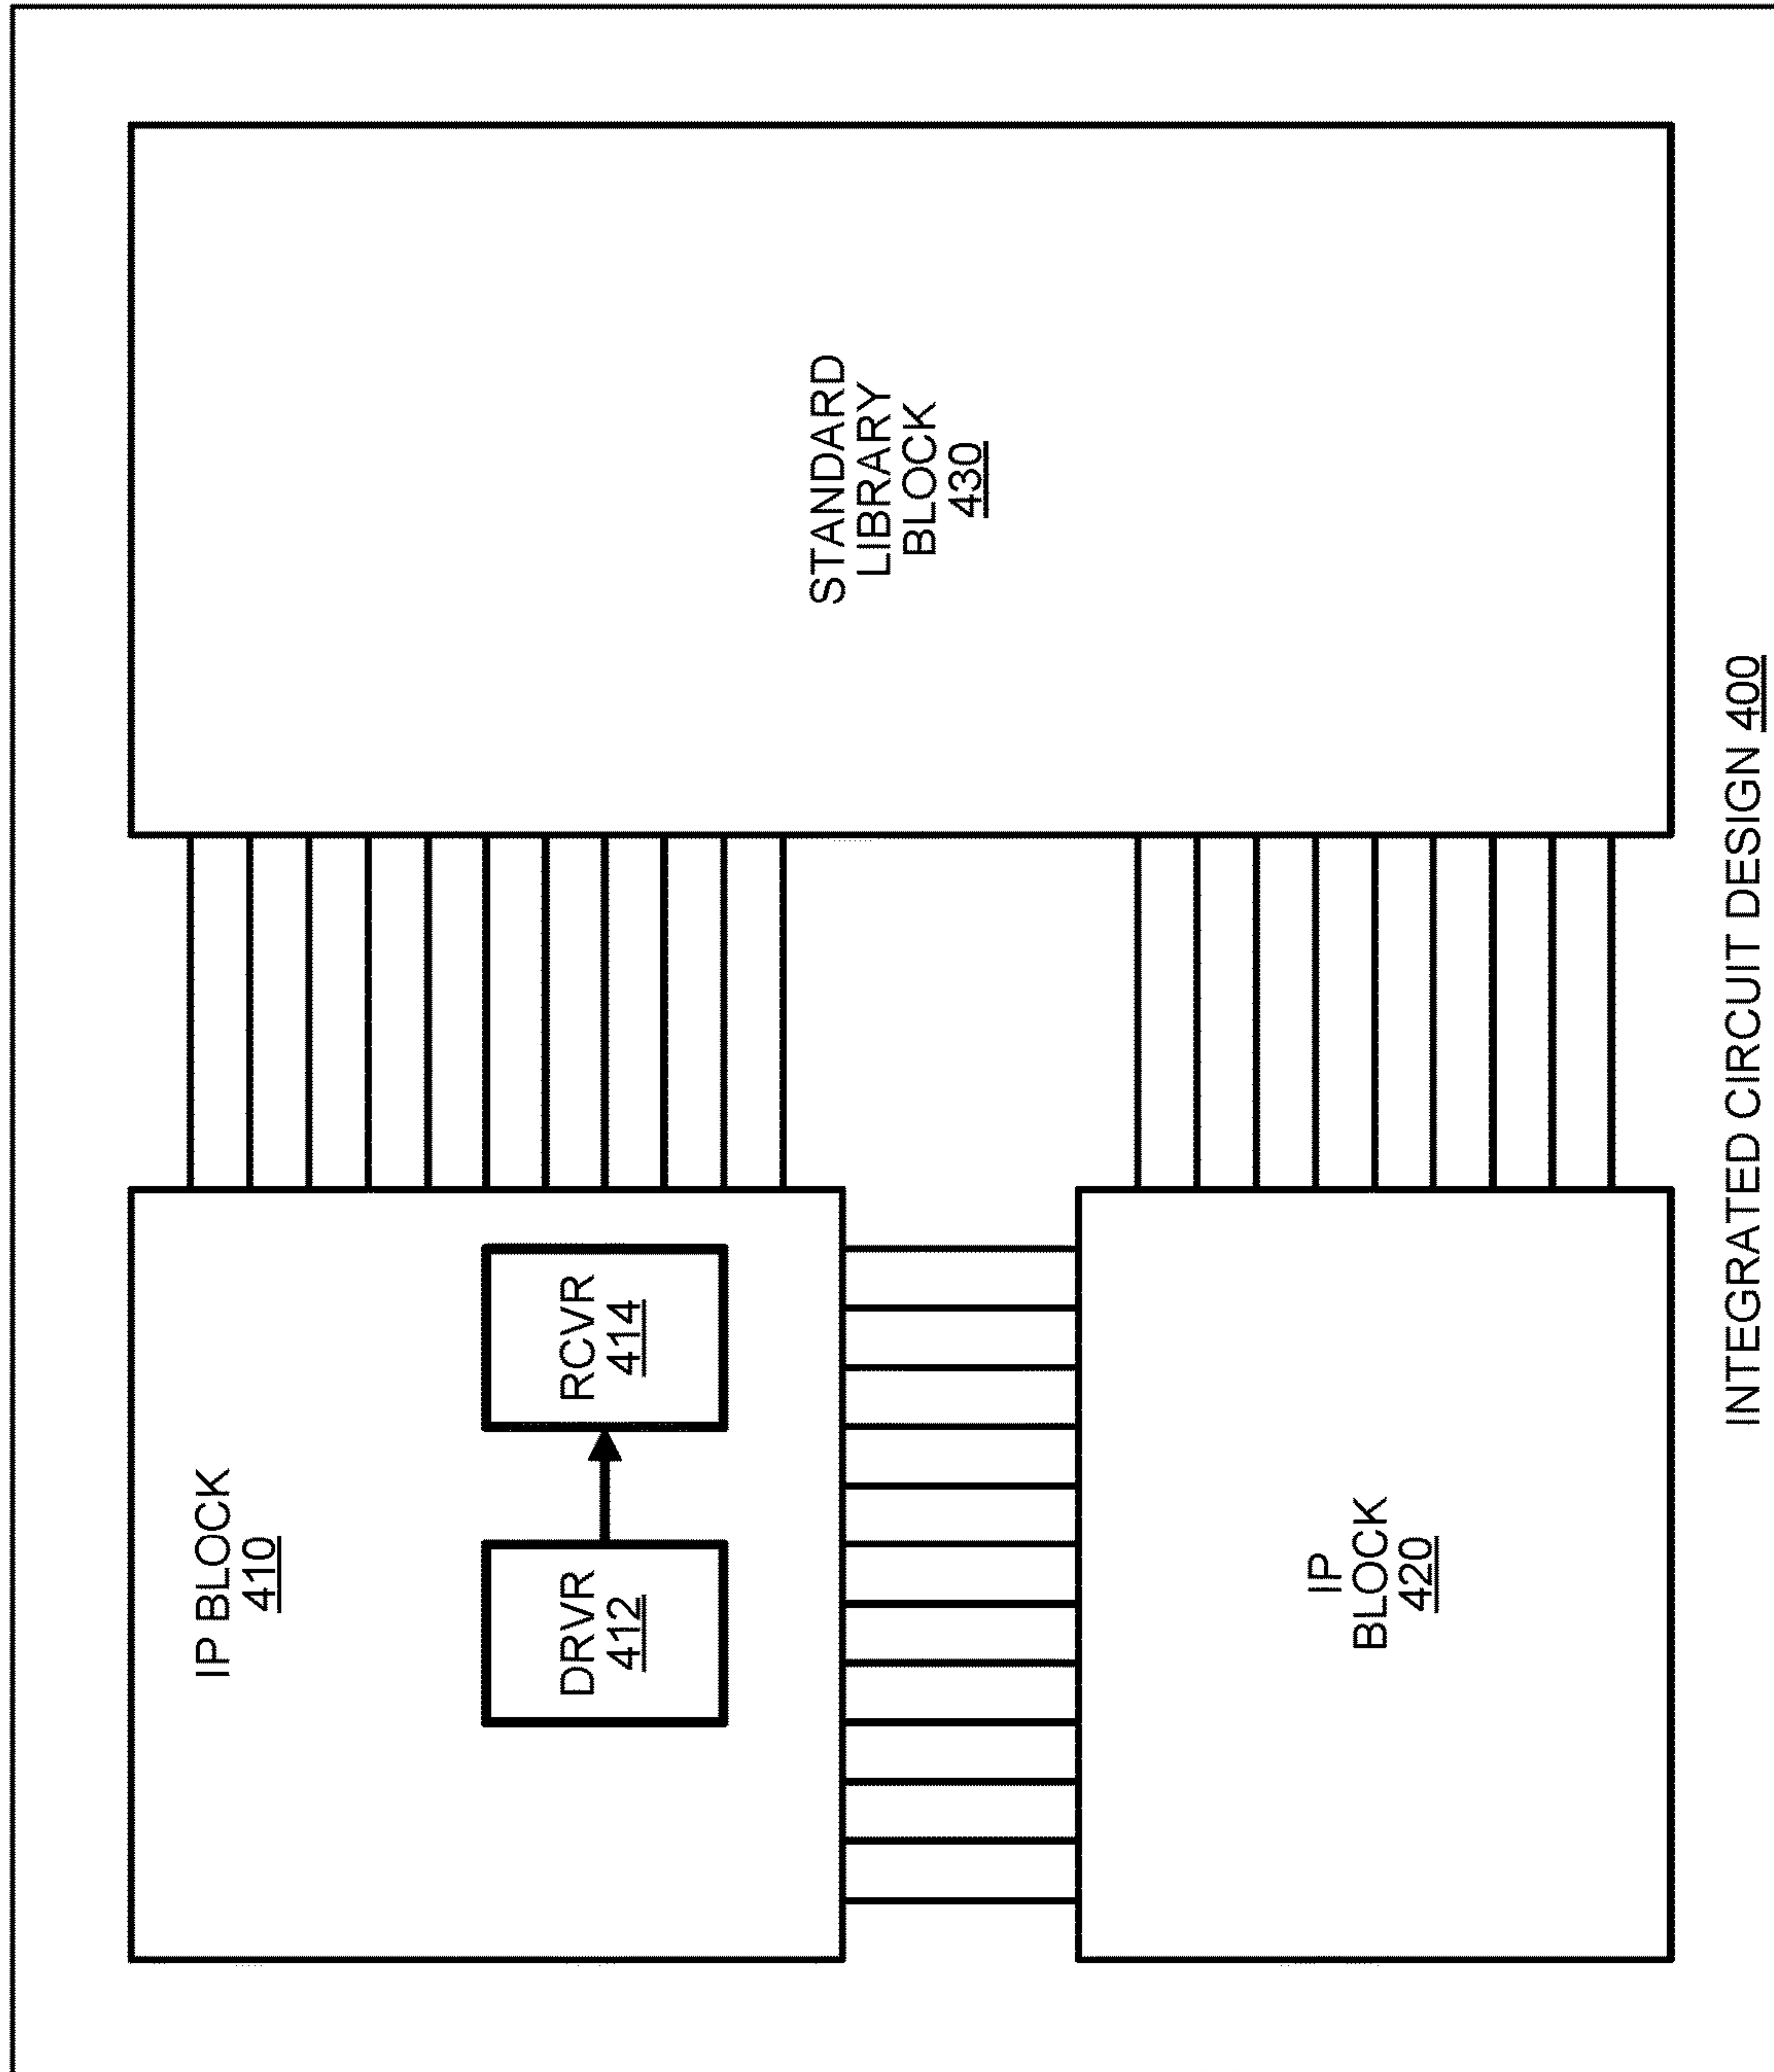 IP BLOCK
410
DRVR
412
RCVR
414
STANDARD
LIBRARY
BLOCK
430
IP
BLOCK
420
INTEGRATED CIRCUIT DESIGN 400